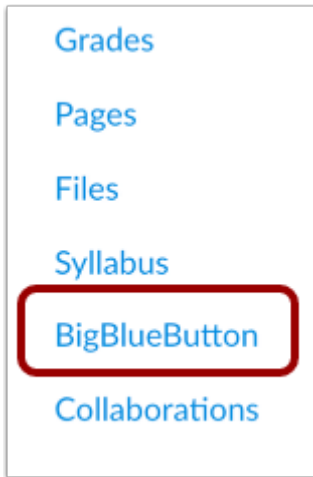 Grades
Pages
Files
Syllabus
BigBlueButton
Collaborations